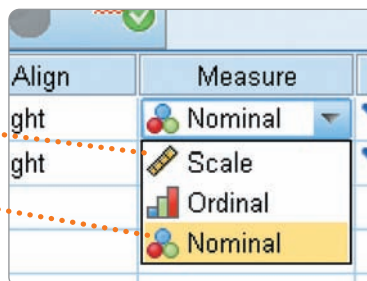 Align Measure
ght Nominal
ght Scale
Ordinal
Nominal